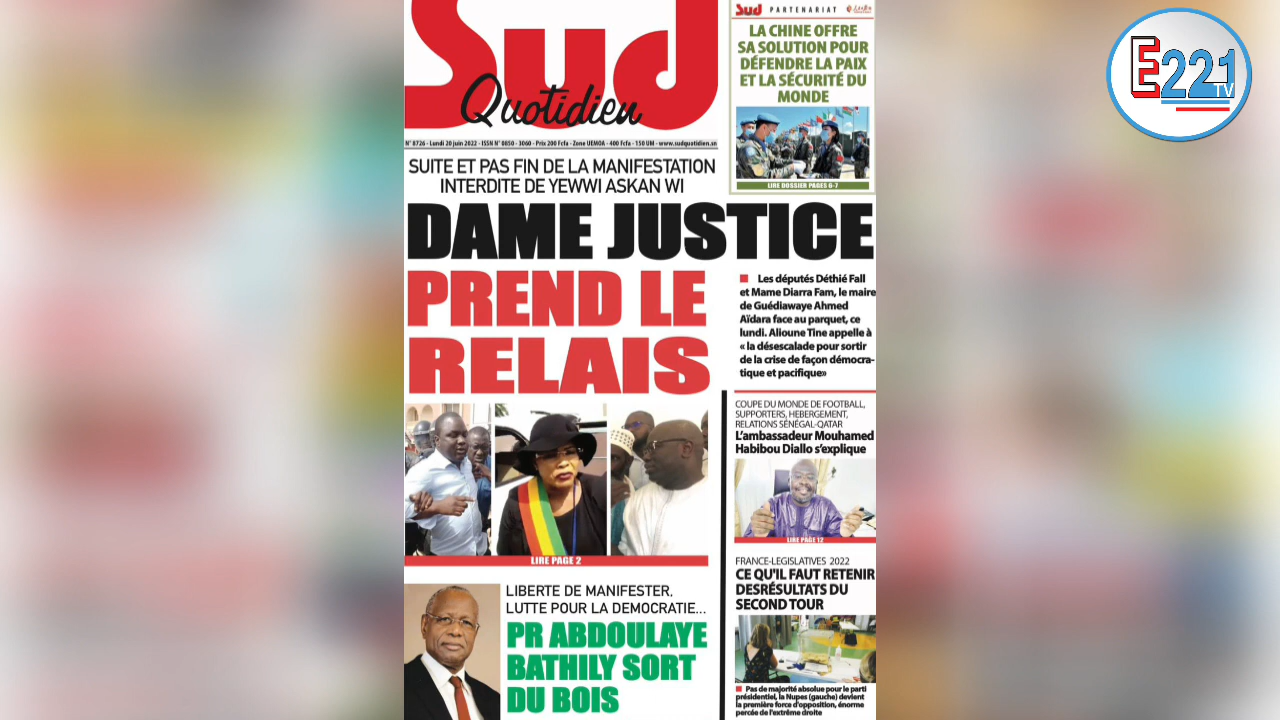 Sud
Quotidien
N° 8726 - Lundi 20 juin 2022 - ISSN N° 0850 - 3060 - Prix 200 Fcfa - Zone UEMOA - 400 Fcfa - 150 UM - www.sudquotidien.sn
SUITE ET PAS FIN DE LA MANIFESTATION
INTERDITE DE YEWWI ASKAN WI
DAME JUSTICE
PREND LE
RELAIS
LIRE PAGE 2
LIBERTE DE MANIFESTER,
LUTTE POUR LA DEMOCRATIE...
PR ABDOULAYE
BATHILY SORT
DU BOIS
Sud PARTENARIAT
LA CHINE OFFRE
SA SOLUTION POUR
DÉFENDRE LA PAIX
ET LA SÉCURITÉ DU
MONDE
LIRE DOSSIER PAGES 6-7
Les députés Déthié Fall
et Mame Diarra Fam, le maire
de Guédiawaye Ahmed
Aïdara face au parquet, ce
lundi. Alioune Tine appelle à
« la désescalade pour sortir
de la crise de façon démocra-
tique et pacifique»
COUPE DU MONDE DE FOOTBALL,
SUPPORTERS, HEBERGEMENT,
RELATIONS SÉNÉGAL-QATAR
L'ambassadeur Mouhamed
Habibou Diallo s'explique
LIRE PAGE 12
FRANCE-LEGISLATIVES 2022
CE QU'IL FAUT RETENIR
DESRÉSULTATS DU
SECOND TOUR
Pas de majorité absolue pour le parti
présidentiel, la Nupes (gauche) devient
la première force d'opposition, énorme
percée de l'extrême droite
E221
TV